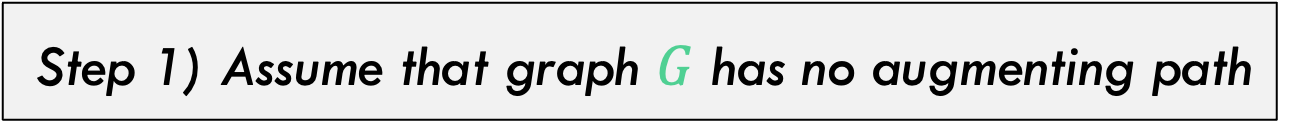 Step 1) Assume that graph G has no augmenting path